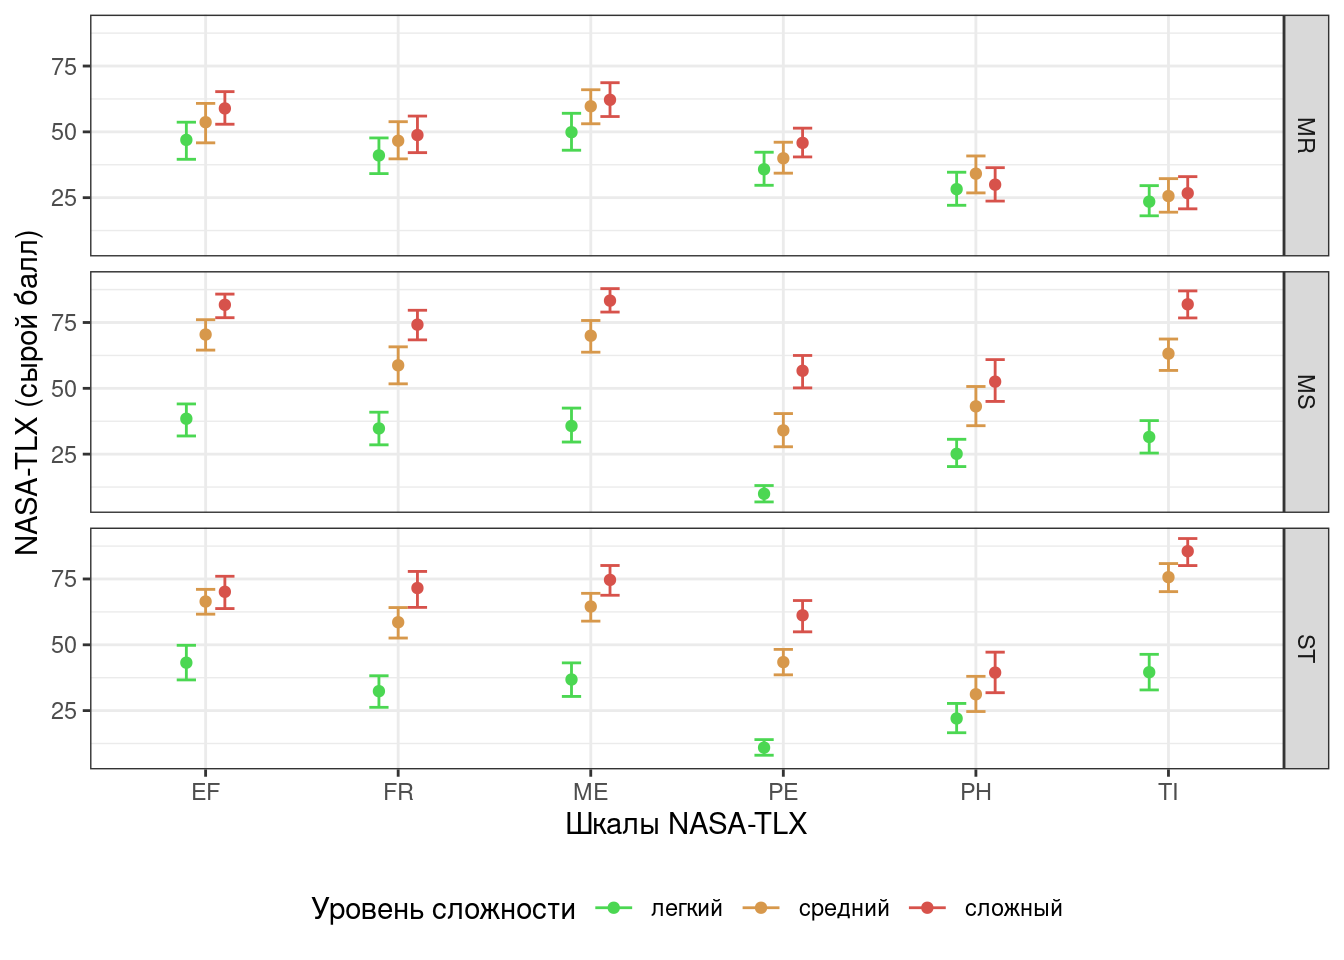 NASA-TLX (сырой балл)
75
50
25
MR
75
50
25
MS
75
50
25
ST
EF FR ME PE PH TI
Шкалы NASA-TLX
Уровень сложности легкий средний сложный